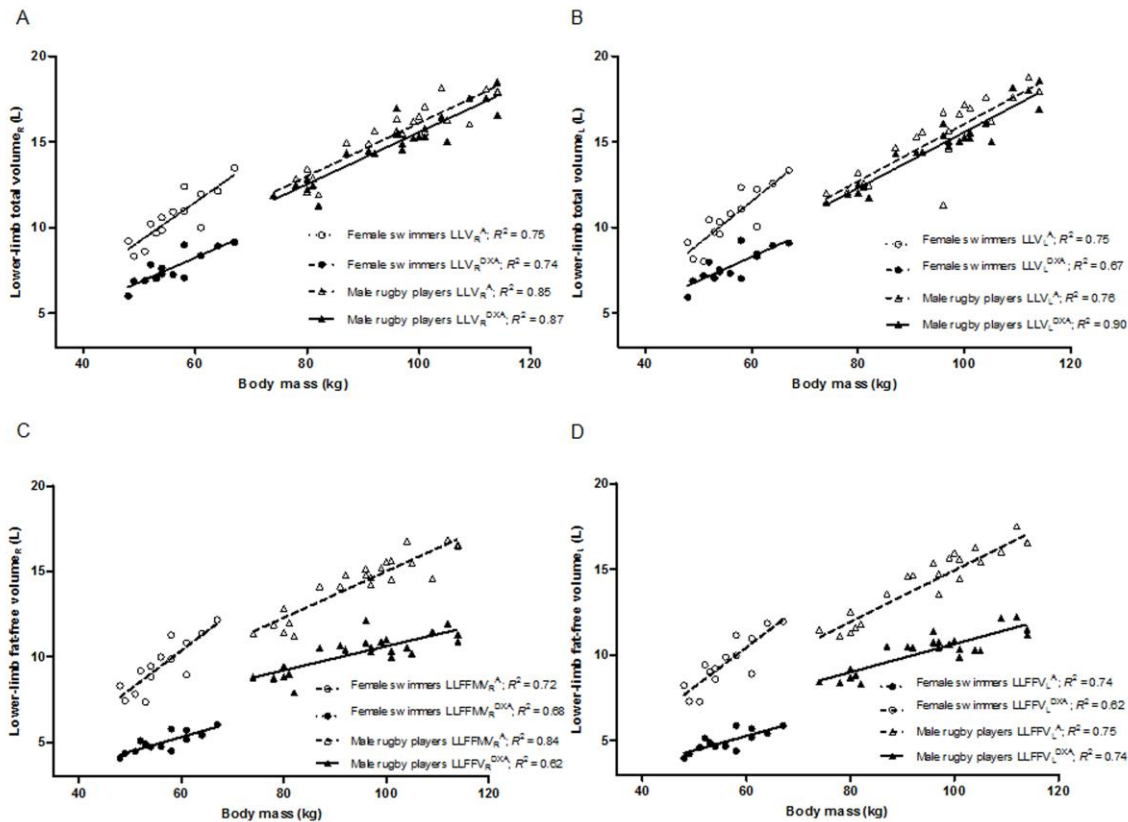 A
Lower-limb total volume_R (L)
20
15
10
5
40 60 80 100 120
Body mass (kg)
Female swimmers LLV_R^A; R² = 0.75
Female swimmers LLV_R^DXA; R² = 0.74
Male rugby players LLV_R^A; R² = 0.85
Male rugby players LLV_R^DXA; R² = 0.87
B
Lower-limb total volume_L (L)
20
15
10
5
40 60 80 100 120
Body mass (kg)
Female swimmers LLV_L^A; R² = 0.75
Female swimmers LLV_L^DXA; R² = 0.67
Male rugby players LLV_L^A; R² = 0.76
Male rugby players LLV_L^DXA; R² = 0.90
C
Lower-limb fat-free volume_R (L)
20
15
10
5
40 60 80 100 120
Body mass (kg)
Female swimmers LLFFMV_R^A; R² = 0.72
Female swimmers LLFFMV_R^DXA; R² = 0.68
Male rugby players LLFFMV_R^A; R² = 0.84
Male rugby players LLFFV_R^DXA; R² = 0.62
D
Lower-limb fat-free volume_L (L)
20
15
10
5
40 60 80 100 120
Body mass (kg)
Female swimmers LLFFV_L^A; R² = 0.74
Female swimmers LLFFV_L^DXA; R² = 0.62
Male rugby players LLFFV_L^A; R² = 0.75
Male rugby players LLFFV_L^DXA; R² = 0.74